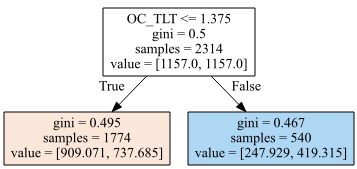 OC_TLT <= 1.375
gini = 0.5
samples = 2314
value = [1157.0, 1157.0]
True
False
gini = 0.495
samples = 1774
value = [909.071, 737.685]
gini = 0.467
samples = 540
value = [247.929, 419.315]